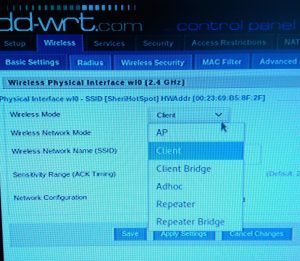 dd-wrt.com control panel
Setup Wireless Services Security Access Restrictions NAT
Basic Settings Radius Wireless Security MAC Filter Advanced
Wireless Physical Interface wl0 [2.4 GHz]
Physical Interface wl0 - SSID [SheriHotSpot] HWAddr [00:23:69:B5:8F:2F]
Wireless Mode Client
Wireless Network Mode AP
Wireless Network Name (SSID) Client
Client Bridge
Sensitivity Range (ACK Timing) (Default:
Adhoc
Network Configuration Repeater
Repeater Bridge
Save Apply Settings Cancel Changes